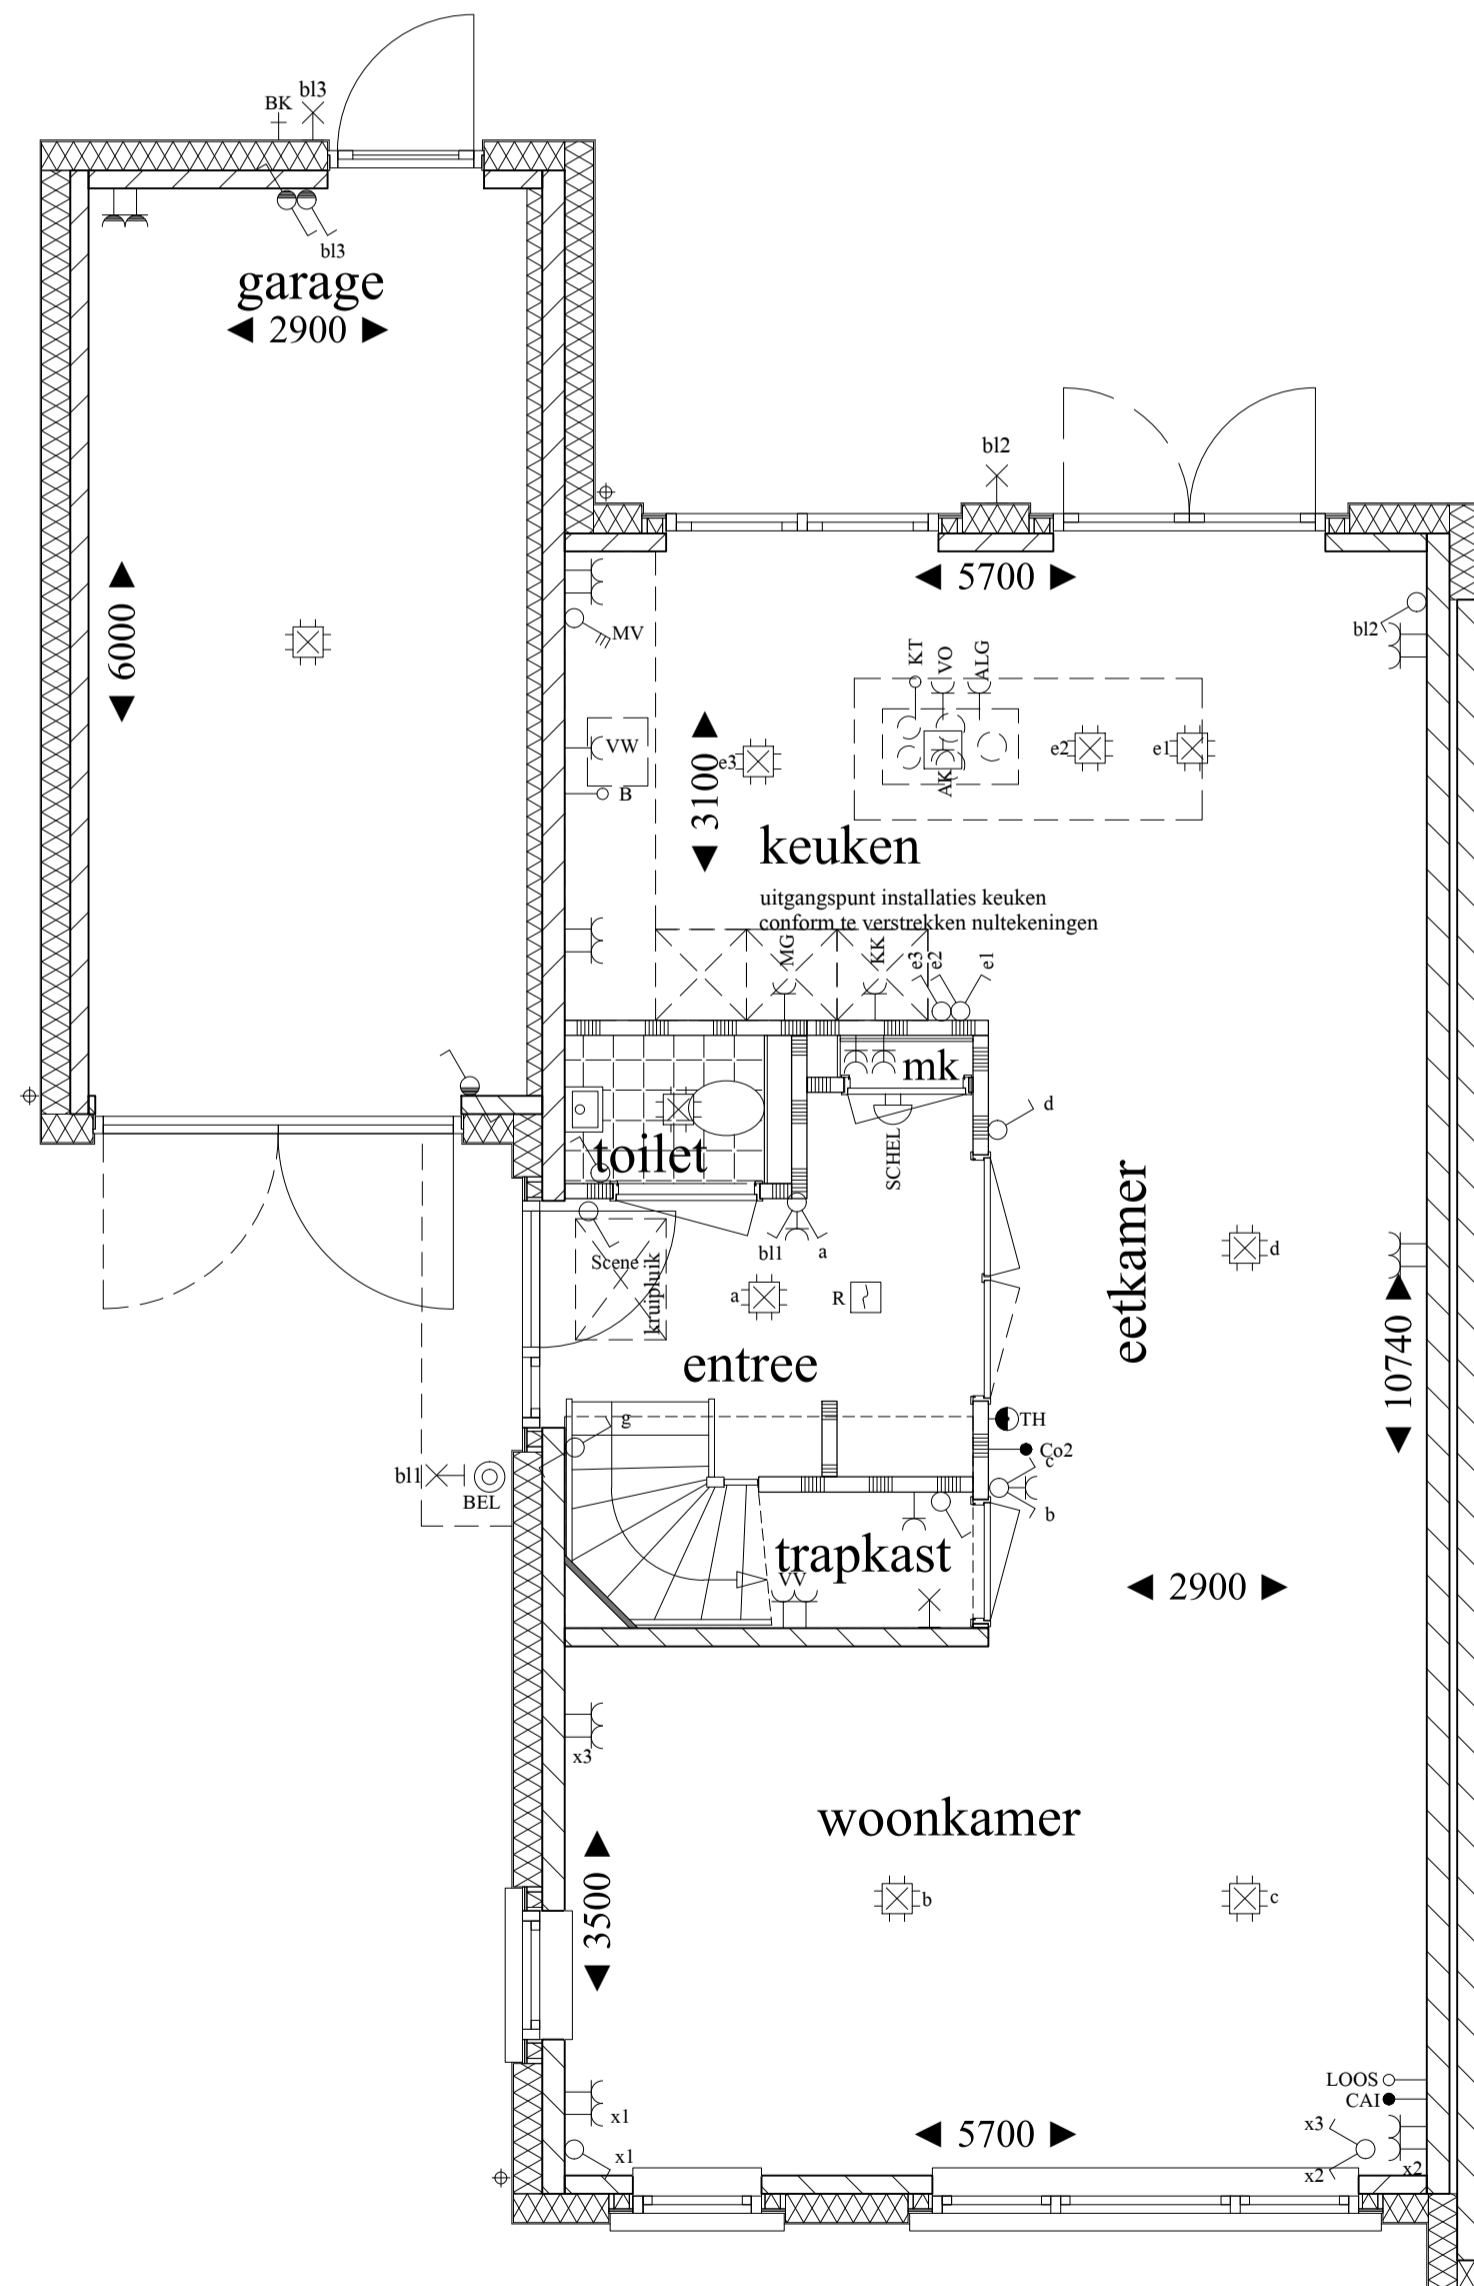 bl3
BK
bl3
garage
2900
6000
bl2
5700
MV
bl2
KT
VO
ALG
VW
e3
e2
e1
AK
B
3100
keuken
uitgangspunt installaties keuken
conform te verstrekken nultekeningen
MG
KK
e3
e2
e1
mk
d
toilet
SCHEL
eetkamer
bl1
a
Scene
kruipluik
d
a
R
10740
entree
g
TH
Co2
c
bl1
BEL
b
trapkast
VV
2900
x3
woonkamer
3500
b
c
LOOS
CAI
x1
x3
5700
x1
x2
x2